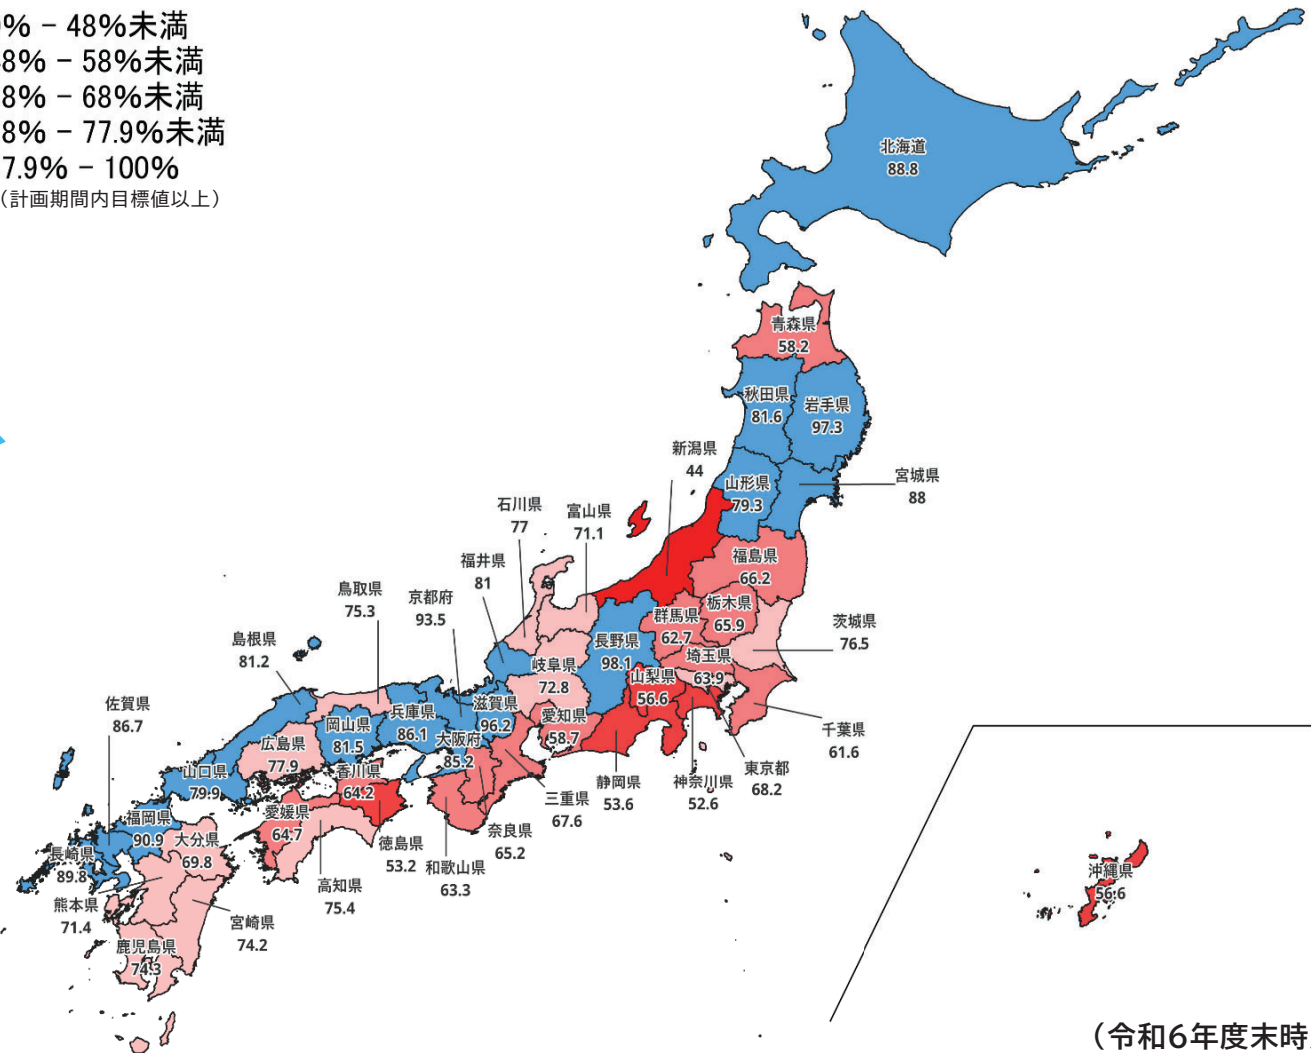 0% － 48%未満
8% － 58%未満
8% － 68%未満
8% － 77.9%未満
7.9% － 100%
（計画期間内目標値以上）
北海道
88.8
青森県
58.2
秋田県
81.6
岩手県
97.3
新潟県
44
山形県
79.3
宮城県
88
石川県
77
富山県
71.1
福島県
66.2
福井県
81
鳥取県
75.3
京都府
93.5
栃木県
65.9
群馬県
62.7
茨城県
76.5
島根県
81.2
長野県
98.1
埼玉県
63.9
岐阜県
72.8
山梨県
56.6
佐賀県
86.7
岡山県
81.5
兵庫県
86.1
滋賀県
96.2
愛知県
58.7
千葉県
61.6
広島県
77.9
大阪府
85.2
山口県
79.9
香川県
64.2
三重県
67.6
静岡県
53.6
神奈川県
52.6
東京都
68.2
福岡県
90.9
大分県
69.8
愛媛県
64.7
徳島県
53.2
奈良県
65.2
和歌山県
63.3
長崎県
89.8
高知県
75.4
熊本県
71.4
宮崎県
74.2
鹿児島県
74.3
沖縄県
56.6
（令和6年度末時